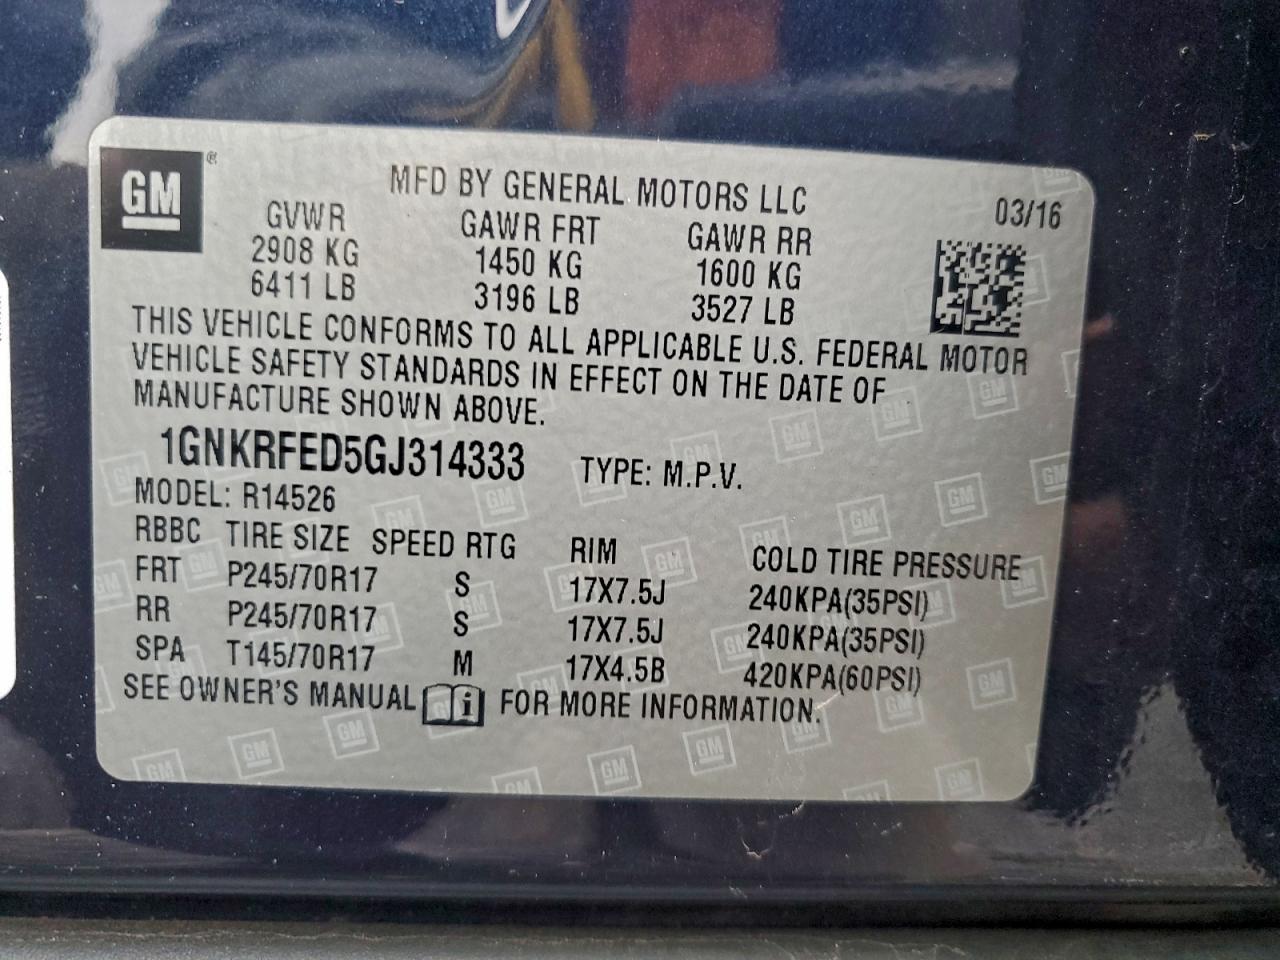 GM ®
MFD BY GENERAL MOTORS LLC 03/16
GVWR GAWR FRT GAWR RR
2908 KG 1450 KG 1600 KG
6411 LB 3196 LB 3527 LB
THIS VEHICLE CONFORMS TO ALL APPLICABLE U.S. FEDERAL MOTOR
VEHICLE SAFETY STANDARDS IN EFFECT ON THE DATE OF
MANUFACTURE SHOWN ABOVE.
1GNKRFED5GJ314333 TYPE: M.P.V.
MODEL: R14526
RBBC TIRE SIZE SPEED RTG RIM COLD TIRE PRESSURE
FRT P245/70R17 S 17X7.5J 240KPA(35PSI)
RR P245/70R17 S 17X7.5J 240KPA(35PSI)
SPA T145/70R17 M 17X4.5B 420KPA(60PSI)
SEE OWNER'S MANUAL i FOR MORE INFORMATION.